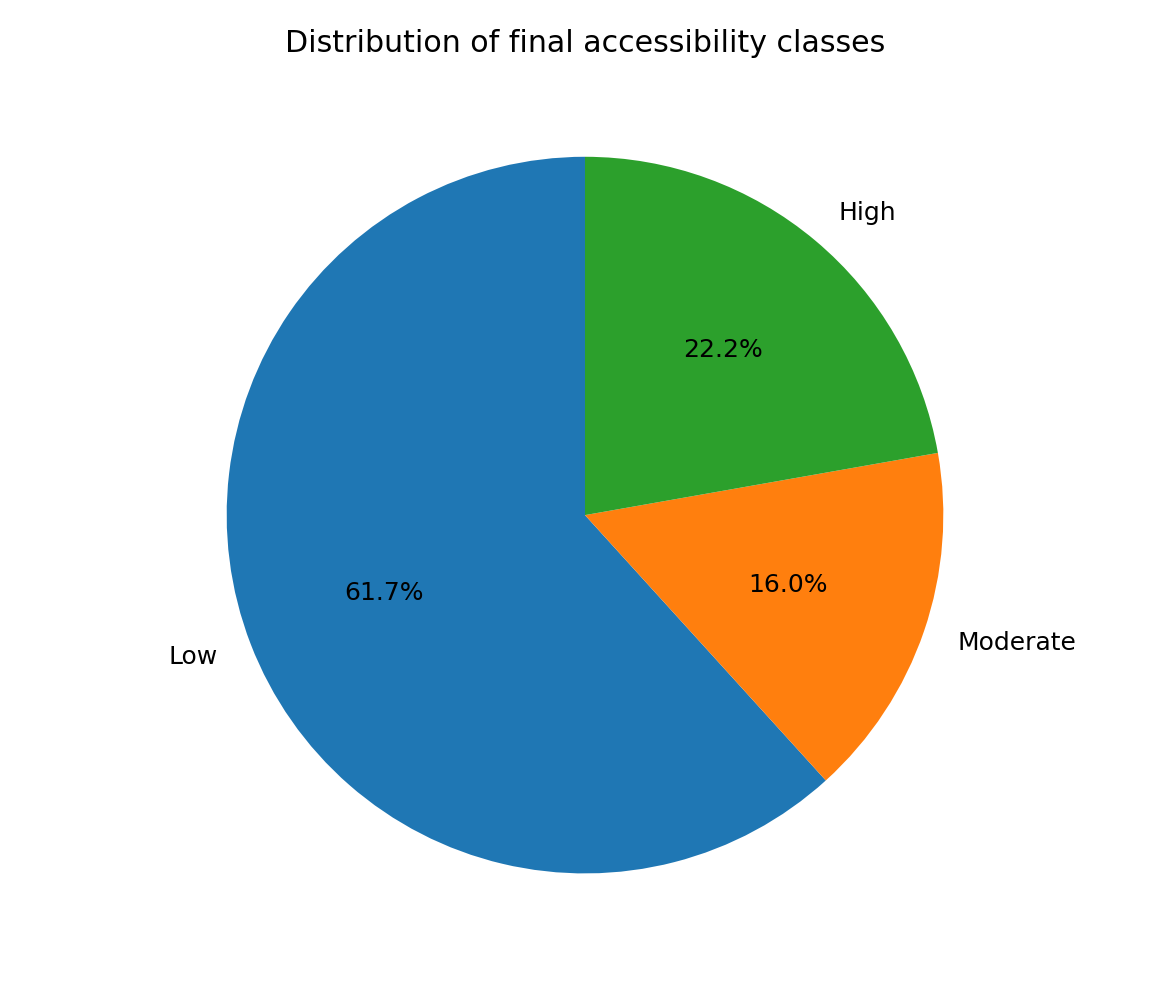 Distribution of final accessibility classes
High
22.2%
16.0%
61.7%
Moderate
Low